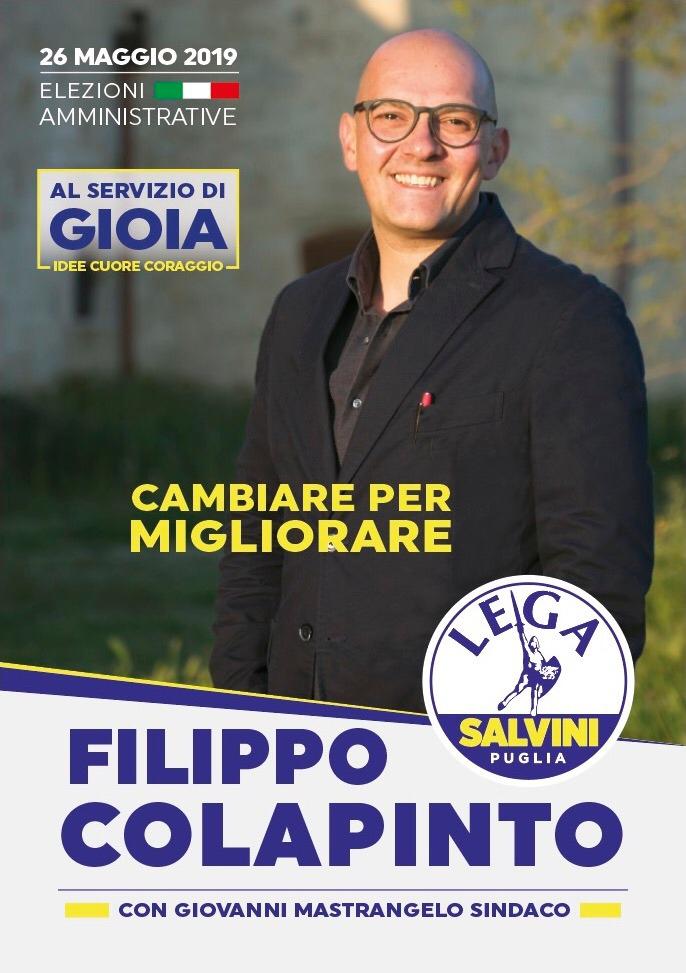 26 MAGGIO 2019
ELEZIONI
AMMINISTRATIVE
AL SERVIZIO DI
GIOIA
IDEE CUORE CORAGGIO
CAMBIARE PER
MIGLIORARE
LEGA
SALVINI
PUGLIA
FILIPPO
COLAPINTO
CON GIOVANNI MASTRANGELO SINDACO